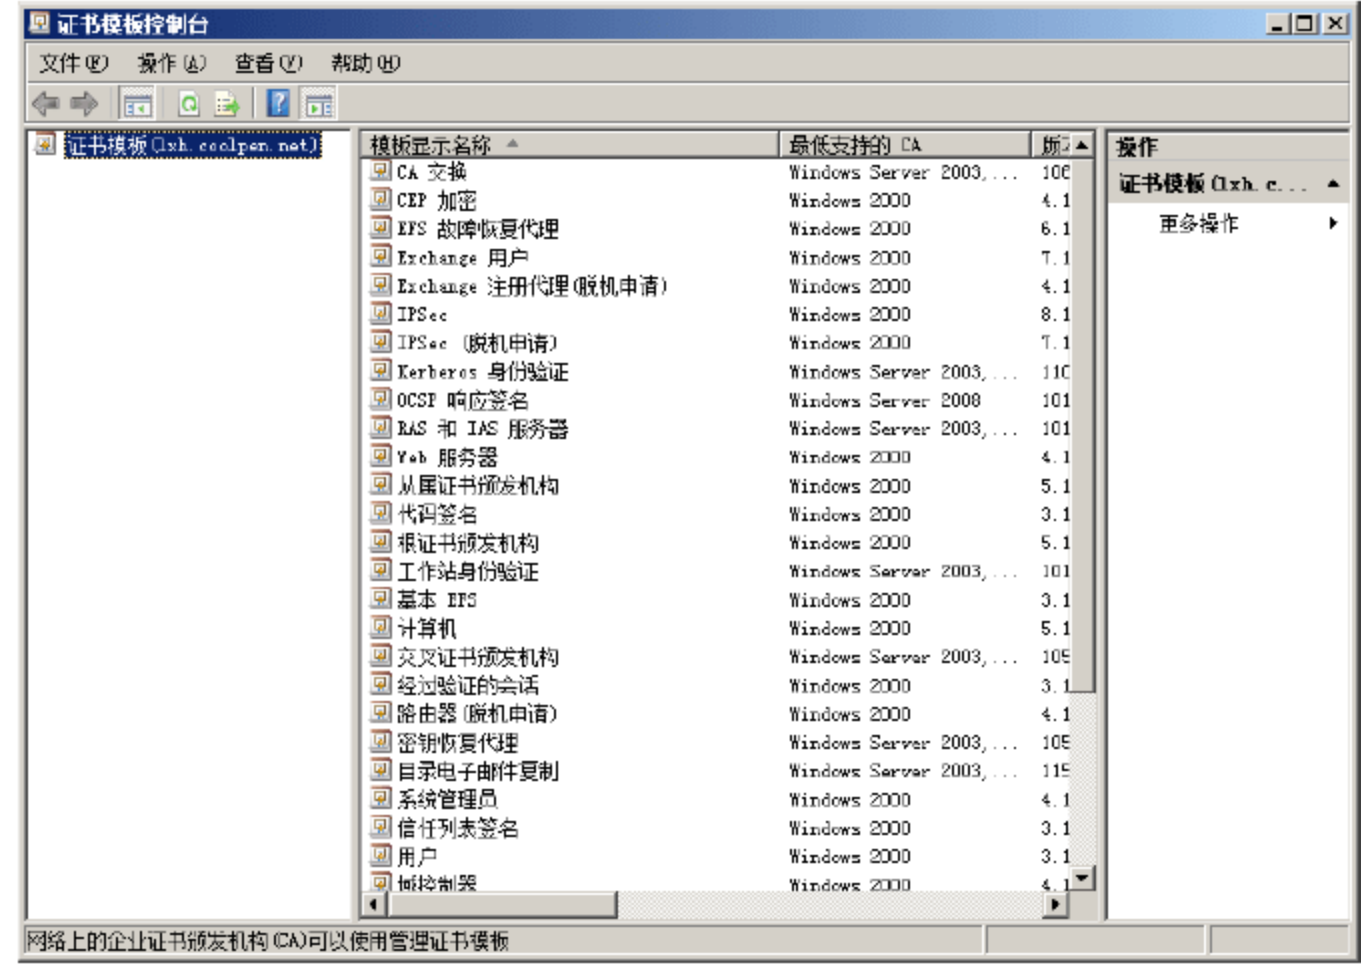 证书模板控制台
文件(F) 操作(A) 查看(V) 帮助(H)
证书模板(lxh.coolpen.net)
模板显示名称 最低支持的 CA
CA 交换 Windows Server 2003,... 106
CEP 加密 Windows 2000 4.1
EFS 故障恢复代理 Windows 2000 6.1
Exchange 用户 Windows 2000 7.1
Exchange 注册代理(脱机申请) Windows 2000 4.1
IPSec Windows 2000 8.1
IPSec (脱机申请) Windows 2000 7.1
Kerberos 身份验证 Windows Server 2003,... 110
OCSP 响应签名 Windows Server 2008 101
RAS 和 IAS 服务器 Windows Server 2003,... 101
Web 服务器 Windows 2000 4.1
从属证书颁发机构 Windows 2000 5.1
代码签名 Windows 2000 3.1
根证书颁发机构 Windows 2000 5.1
工作站身份验证 Windows Server 2003,... 101
基本 EFS Windows 2000 3.1
计算机 Windows 2000 5.1
交叉证书颁发机构 Windows Server 2003,... 105
经过验证的会话 Windows 2000 3.1
路由器(脱机申请) Windows 2000 4.1
密钥恢复代理 Windows Server 2003,... 105
目录电子邮件复制 Windows Server 2003,... 115
系统管理员 Windows 2000 4.1
信任列表签名 Windows 2000 3.1
用户 Windows 2000 3.1
域控制器 Windows 2000 4.1
操作
证书模板(lxh.c...
更多操作
网络上的企业证书颁发机构(CA)可以使用管理证书模板